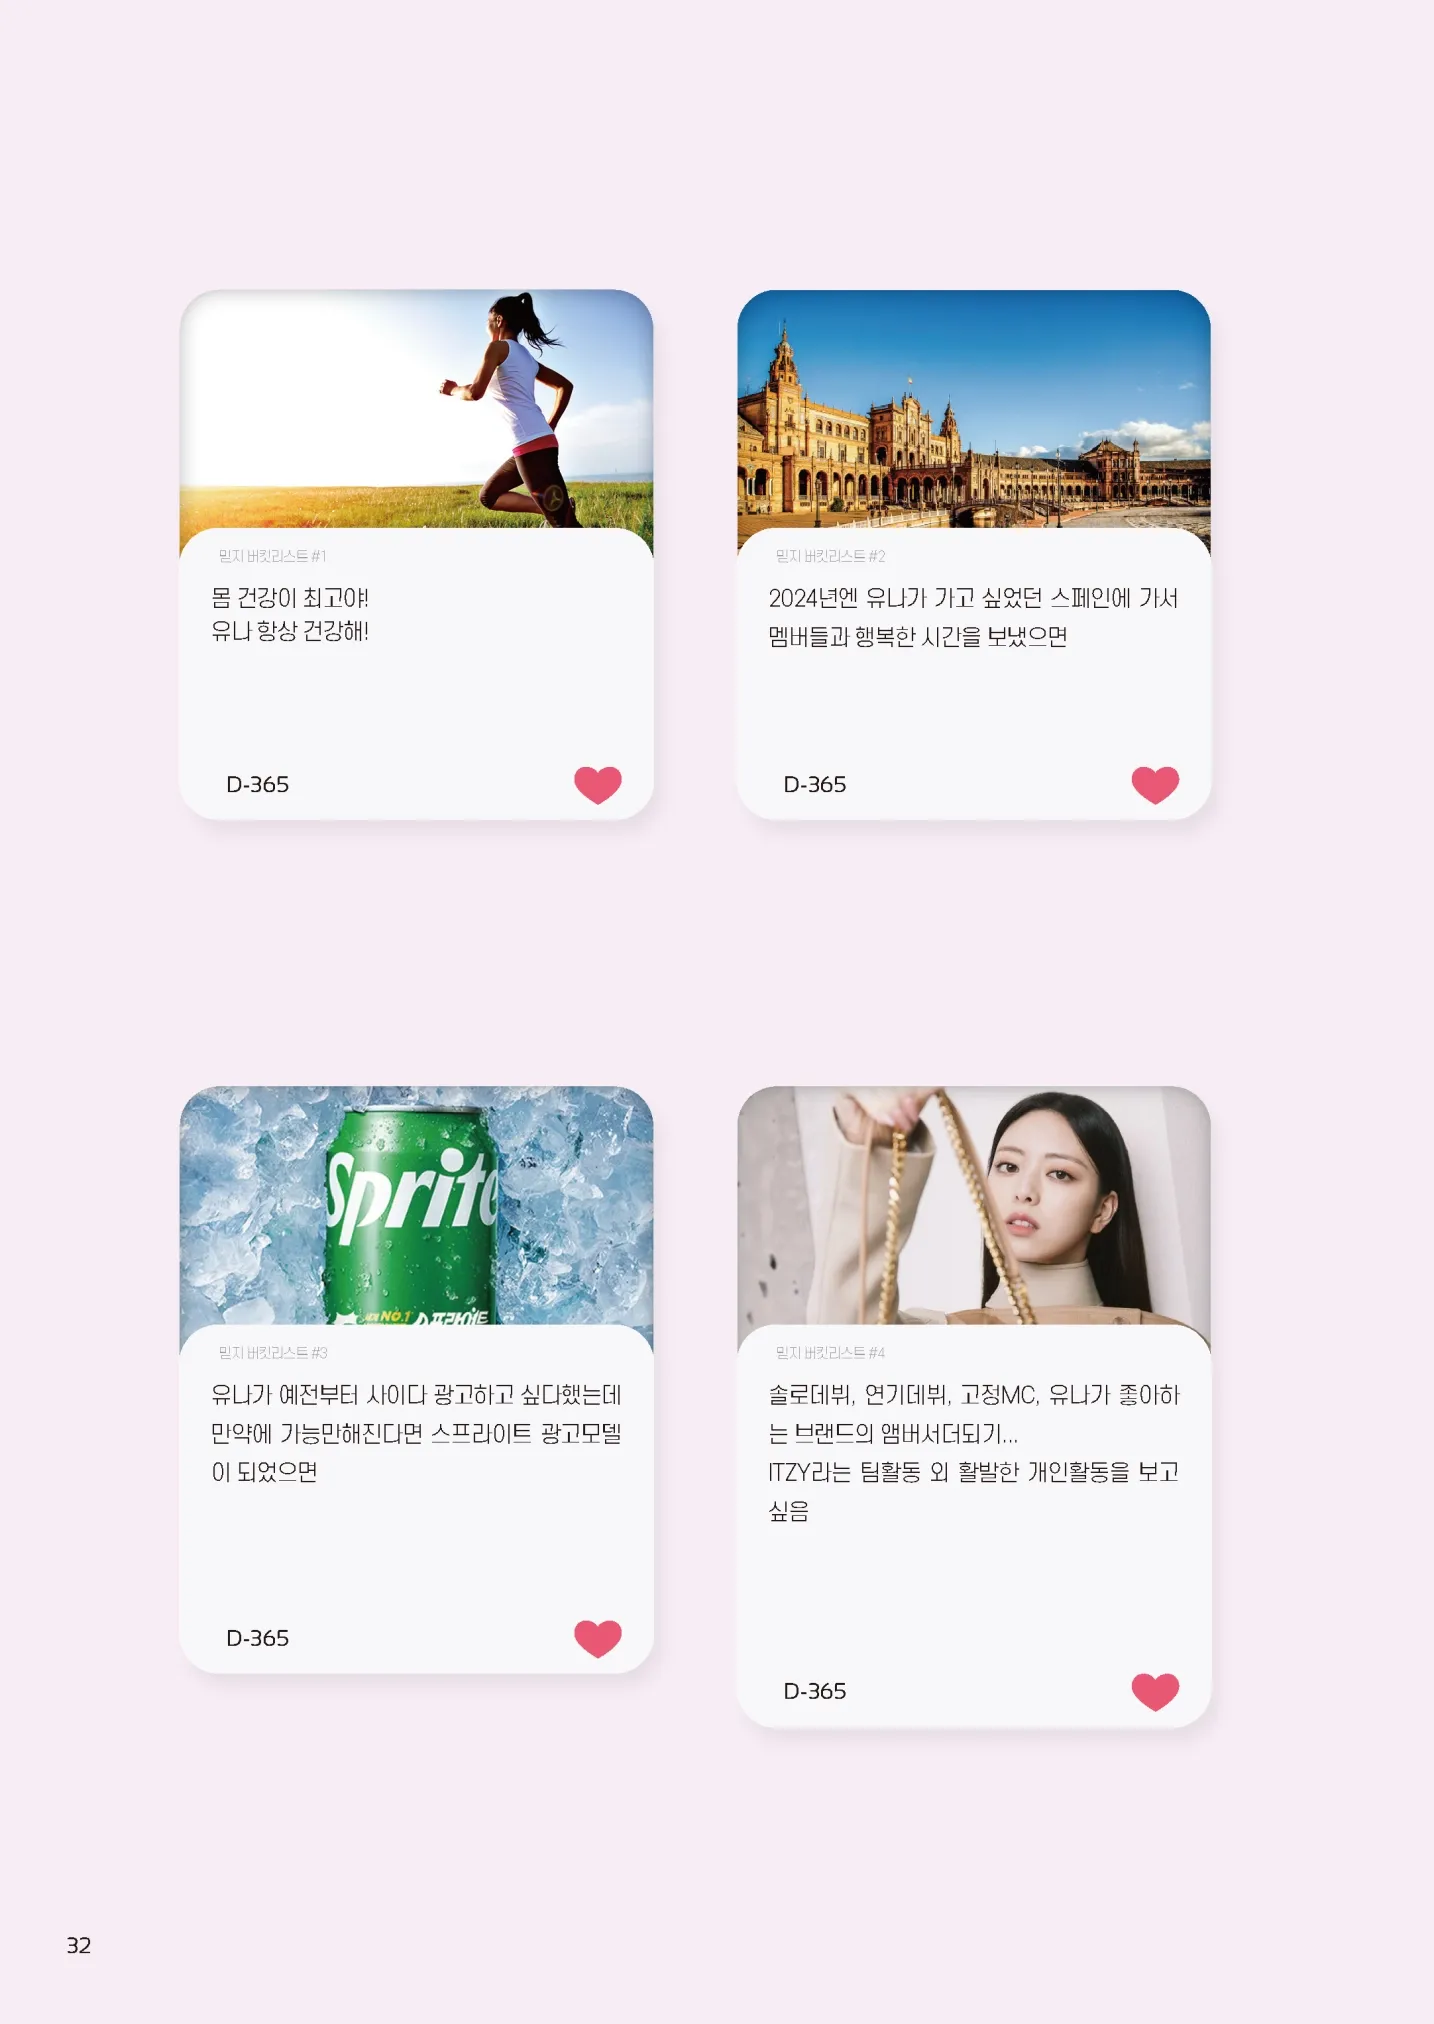 믿지 버킷리스트 #1
몸 건강이 최고야!
유나 항상 건강해!
D-365
믿지 버킷리스트 #2
2024년엔 유나가 가고 싶었던 스페인에 가서
멤버들과 행복한 시간을 보냈으면
D-365
Sprite
NO.1
스프라이트
믿지 버킷리스트 #3
유나가 예전부터 사이다 광고하고 싶다했는데
만약에 가능만해진다면 스프라이트 광고모델
이 되었으면
D-365
믿지 버킷리스트 #4
솔로데뷔, 연기데뷔, 고정MC, 유나가 좋아하
는 브랜드의 앰버서더되기...
ITZY라는 팀활동 외 활발한 개인활동을 보고
싶음
D-365
32